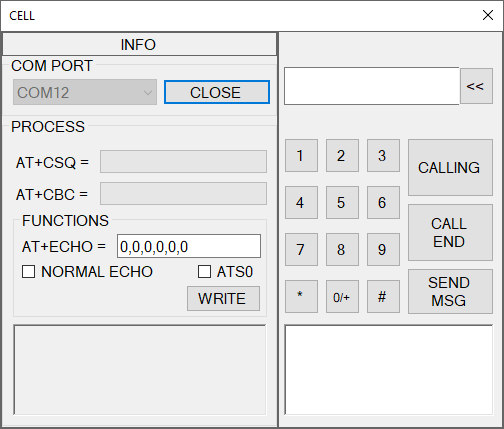 CELL
INFO
COM PORT
COM12
CLOSE
PROCESS
AT+CSQ =
AT+CBC =
FUNCTIONS
AT+ECHO = 0,0,0,0,0,0
NORMAL ECHO ATS0
WRITE
<<
1 2 3
CALLING
4 5 6
CALL
END
7 8 9
* 0/+ #
SEND
MSG